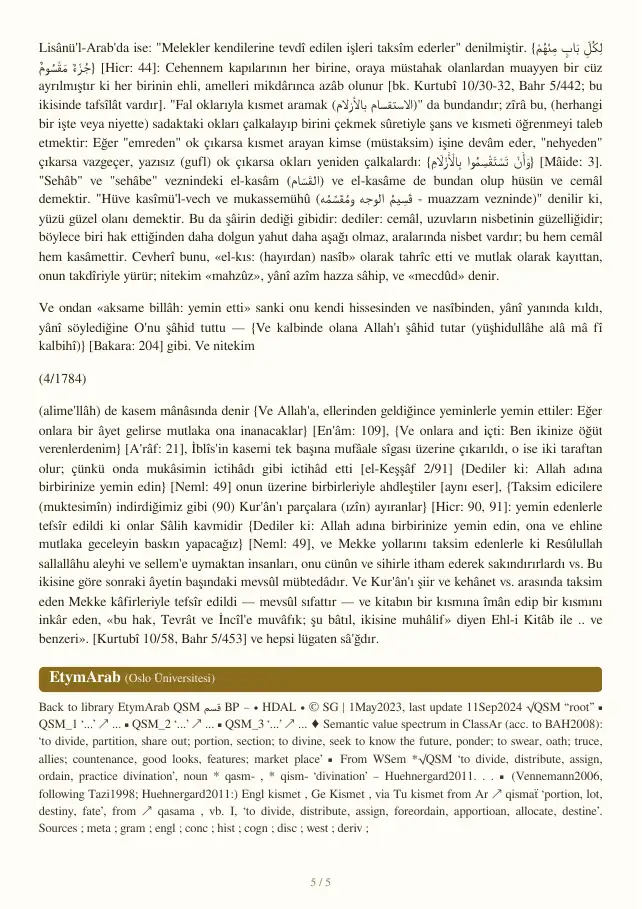 Lisânü'l-Arab'da ise: "Melekler kendilerine tevdî edilen işleri taksîm ederler" denilmiştir. {لِكُلِّ بَابٍ مِنْهُمْ
جُزْءٌ مَقْسُومٌ} [Hicr: 44]: Cehennem kapılarının her birine, oraya müstahak olanlardan muayyen bir cüz
ayrılmıştır ki her birinin ehli, amelleri mikdârınca azâb olunur [bk. Kurtubî 10/30-32, Bahr 5/442; bu
ikisinde tafsîlât vardır]. "Fal oklarıyla kısmet aramak (الاستقسام بالأزلام)" da bundandır; zîrâ bu, (herhangi
bir işte veya niyette) sadaktaki okları çalkalayıp birini çekmek sûretiyle şans ve kısmeti öğrenmeyi taleb
etmektir: Eğer "emreden" ok çıkarsa kısmet arayan kimse (müstaksim) işine devâm eder, "nehyeden"
çıkarsa vazgeçer, yazısız (gufl) ok çıkarsa okları yeniden çalkalardı: {وَأَنْ تَسْتَقْسِمُوا بِالْأَزْلَامِ} [Mâide: 3].
"Sehâb" ve "sehâbe" veznindeki el-kasâm (القَسَام) ve el-kasâme de bundan olup hüsün ve cemâl
demektir. "Hüve kasîmü'l-vech ve mukassemühû (قَسِيمُ الوجه ومُقَسَّمُه - muazzam vezninde)" denilir ki,
yüzü güzel olanı demektir. Bu da şâirin dediği gibidir: dediler: cemâl, uzuvların nisbetinin güzelliğidir;
böylece biri hak ettiğinden daha dolgun yahut daha aşağı olmaz, aralarında nisbet vardır; bu hem cemâl
hem kasâmettir. Cevherî bunu, «el-kıs: (hayırdan) nasîb» olarak tahrîc etti ve mutlak olarak kayıttan,
onun takdîriyle yürür; nitekim «mahzûz», yânî azîm hazza sâhip, ve «mecdûd» denir.
Ve ondan «aksame billâh: yemin etti» sanki onu kendi hissesinden ve nasîbinden, yânî yanında kıldı,
yânî söylediğine O'nu şâhid tuttu — {Ve kalbinde olana Allah'ı şâhid tutar (yüşhidullâhe alâ mâ fî
kalbihî)} [Bakara: 204] gibi. Ve nitekim
(4/1784)
(alime'llâh) de kasem mânâsında denir {Ve Allah'a, ellerinden geldiğince yeminlerle yemin ettiler: Eğer
onlara bir âyet gelirse mutlaka ona inanacaklar} [En'âm: 109], {Ve onlara and içti: Ben ikinize öğüt
verenlerdenim} [A'râf: 21], İblîs'in kasemi tek başına mufâale sîgası üzerine çıkarıldı, o ise iki taraftan
olur; çünkü onda mukâsimin ictihâdı gibi ictihâd etti [el-Keşşâf 2/91] {Dediler ki: Allah adına
birbirinize yemin edin} [Neml: 49] onun üzerine birbirleriyle ahdleştiler [aynı eser], {Taksim edicilere
(muktesimîn) indirdiğimiz gibi (90) Kur'ân'ı parçalara (ızîn) ayıranlar} [Hicr: 90, 91]: yemin edenlerle
tefsîr edildi ki onlar Sâlih kavmidir {Dediler ki: Allah adına birbirinize yemin edin, ona ve ehline
mutlaka geceleyin baskın yapacağız} [Neml: 49], ve Mekke yollarını taksim edenlerle ki Resûlullah
sallallâhu aleyhi ve sellem'e uymaktan insanları, onu cünûn ve sihirle itham ederek sakındırırlardı vs. Bu
ikisine göre sonraki âyetin başındaki mevsûl mübtedâdır. Ve Kur'ân'ı şiir ve kehânet vs. arasında taksim
eden Mekke kâfirleriyle tefsîr edildi — mevsûl sıfattır — ve kitabın bir kısmına îmân edip bir kısmını
inkâr eden, «bu hak, Tevrât ve İncîl'e muvâfık; şu bâtıl, ikisine muhâlif» diyen Ehl-i Kitâb ile .. ve
benzeri». [Kurtubî 10/58, Bahr 5/453] ve hepsi lügaten sâ'ğdır.
EtymArab (Oslo Üniversitesi)
Back to library EtymArab QSM قسم BP – • HDAL • © SG | 1May2023, last update 11Sep2024 √QSM “root” ▪
QSM_1 ‘...’ ↗ ... ▪ QSM_2 ‘...’ ↗ ... ▪ QSM_3 ‘...’ ↗ ... ♦ Semantic value spectrum in ClassAr (acc. to BAH2008):
‘to divide, partition, share out; portion, section; to divine, seek to know the future, ponder; to swear, oath; truce,
allies; countenance, good looks, features; market place’ ▪ From WSem *√QSM ‘to divide, distribute, assign,
ordain, practice divination’, noun * qasm- , * qism- ‘divination’ – Huehnergard2011. . . ▪ (Vennemann2006,
following Tazi1998; Huehnergard2011:) Engl kismet , Ge Kismet , via Tu kismet from Ar ↗ qismaẗ ‘portion, lot,
destiny, fate’, from ↗ qasama , vb. I, ‘to divide, distribute, assign, foreordain, apportioan, allocate, destine’.
Sources ; meta ; gram ; engl ; conc ; hist ; cogn ; disc ; west ; deriv ;
5 / 5